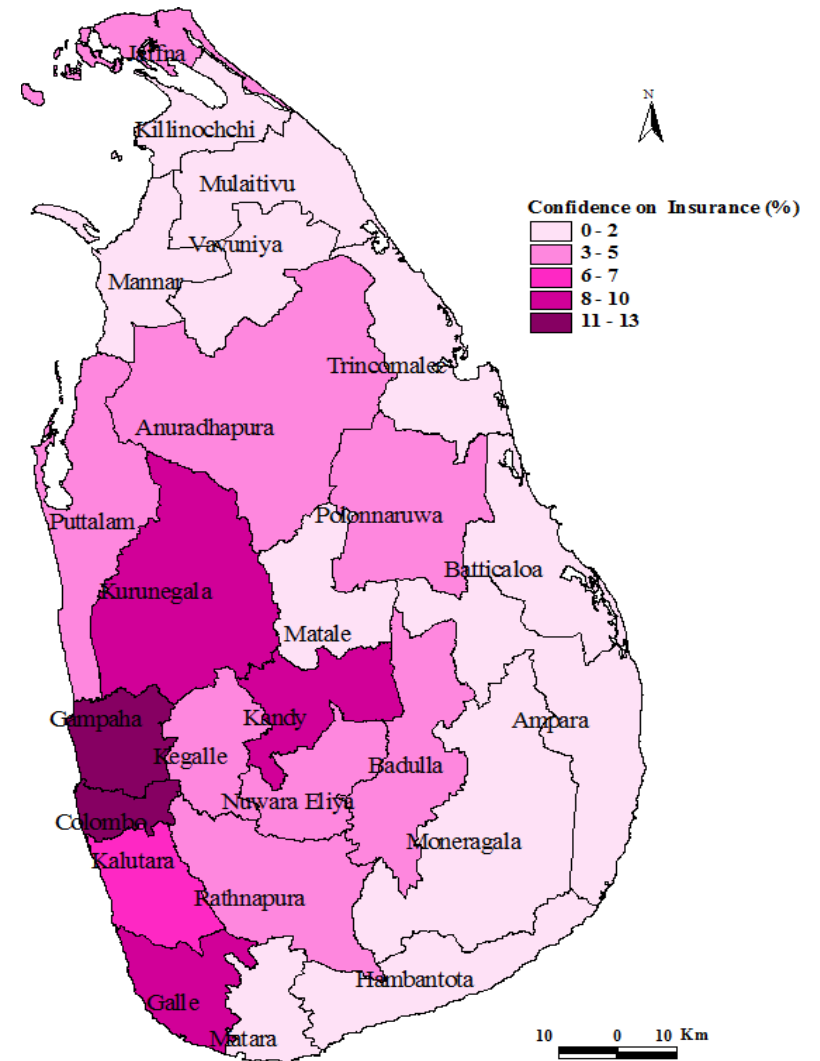 Jaffna
N
Killinochchi
Mulaitivu
Confidence on Insurance (%)
0 - 2
3 - 5
6 - 7
8 - 10
11 - 13
Vavuniya
Mannar
Trincomalee
Anuradhapura
Polonnaruwa
Puttalam
Batticaloa
Kurunegala
Matale
Gampaha
Kandy
Ampara
Kegalle
Badulla
Nuwara Eliya
Colombo
Moneragala
Kalutara
Rathnapura
Hambantota
Galle
Matara
10 0 10 Km